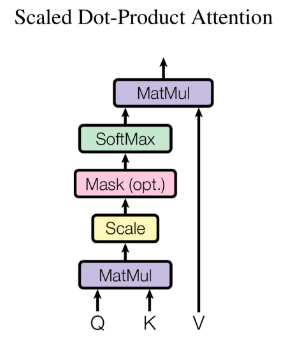 Scaled Dot-Product Attention
MatMul
SoftMax
Mask (opt.)
Scale
MatMul
Q K V